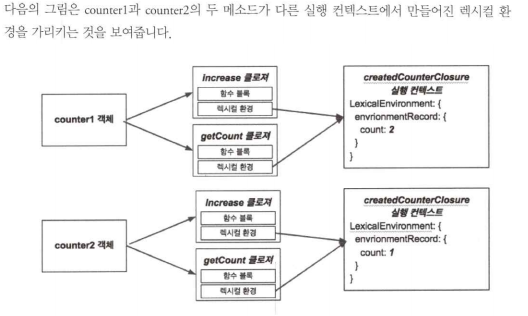 다음의 그림은 counter1과 counter2의 두 메소드가 다른 실행 컨텍스트에서 만들어진 렉시컬 환
경을 가리키는 것을 보여줍니다.
counter1 객체
increase 클로져
함수 블록
렉시컬 환경
getCount 클로져
함수 블록
렉시컬 환경
createdCounterClosure
실행 컨텍스트
LexicalEnvironment: {
envrionmentRecord: {
count: 2
}
}
counter2 객체
increase 클로져
함수 블록
렉시컬 환경
getCount 클로져
함수 블록
렉시컬 환경
createdCounterClosure
실행 컨텍스트
LexicalEnvironment: {
envrionmentRecord: {
count: 1
}
}